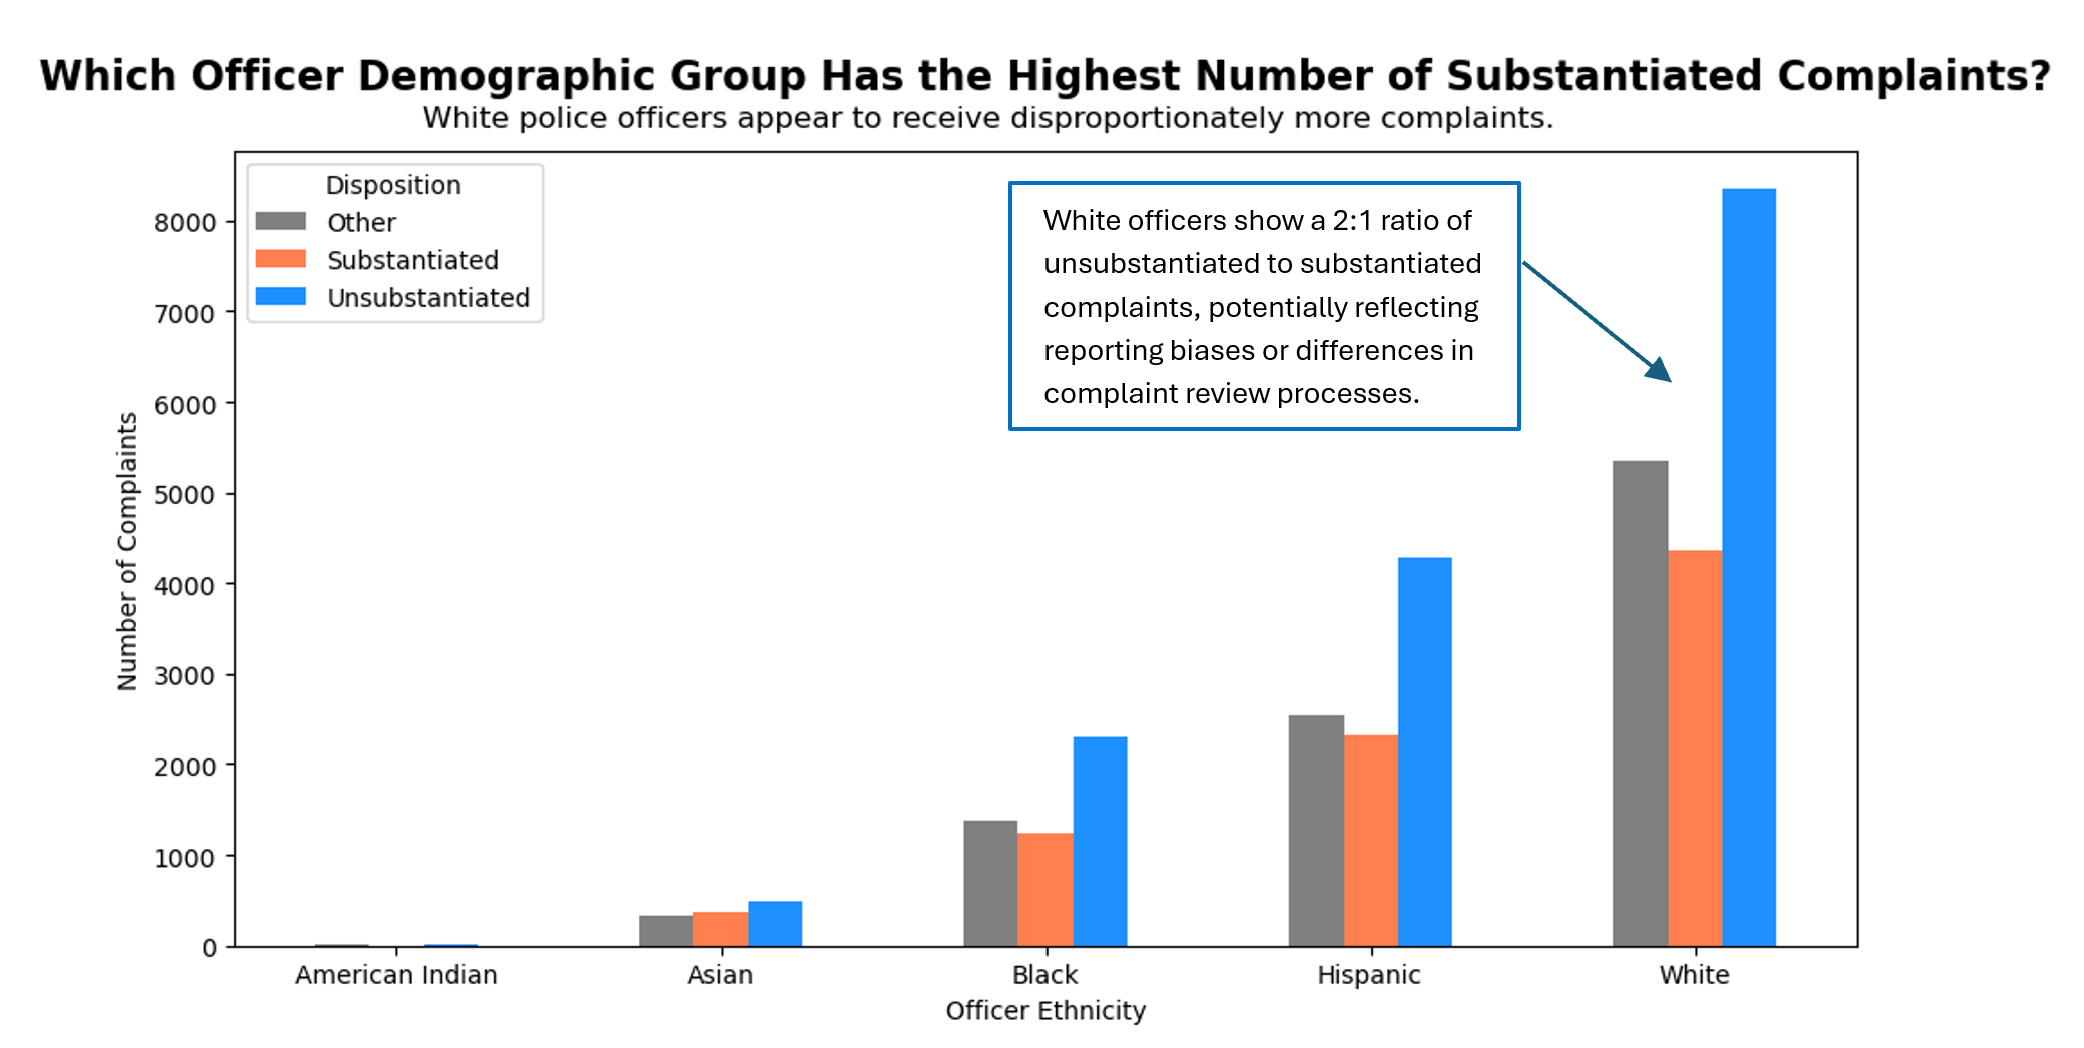 Which Officer Demographic Group Has the Highest Number of Substantiated Complaints?
White police officers appear to receive disproportionately more complaints.
Disposition
Other
Substantiated
Unsubstantiated
White officers show a 2:1 ratio of
unsubstantiated to substantiated
complaints, potentially reflecting
reporting biases or differences in
complaint review processes.
Number of Complaints
8000
7000
6000
5000
4000
3000
2000
1000
0
American Indian
Asian
Black
Hispanic
White
Officer Ethnicity